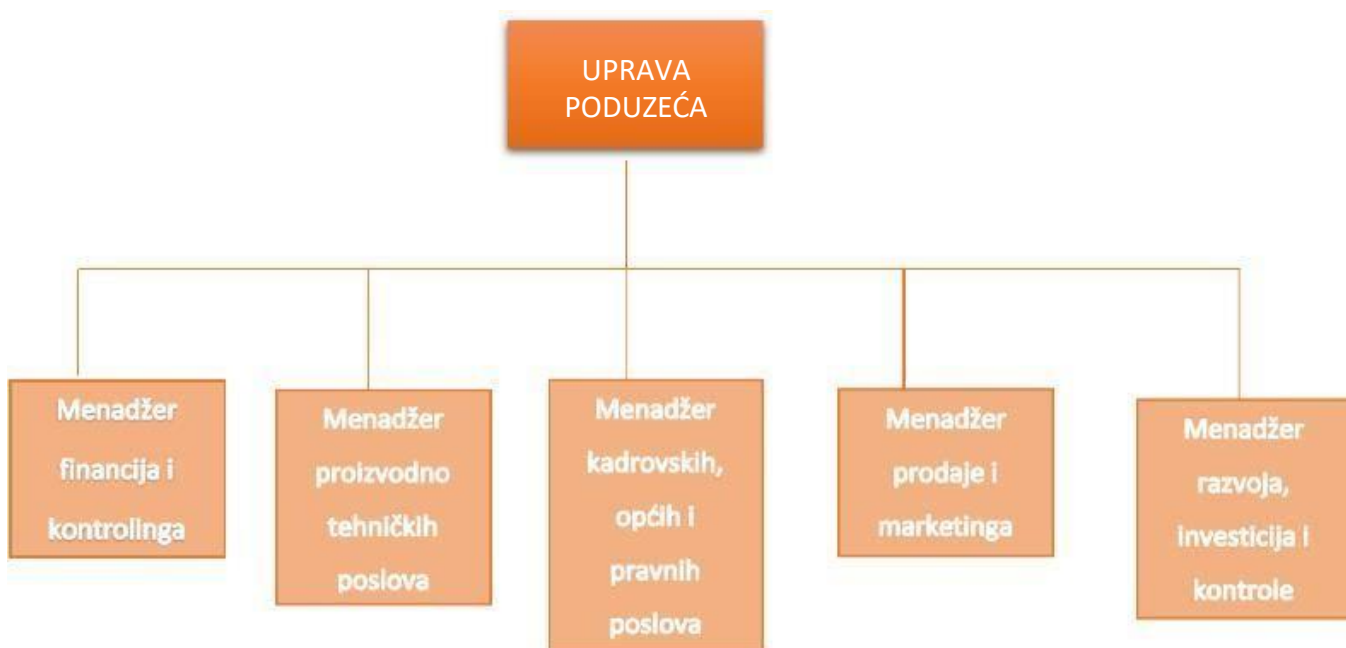 UPRAVA
PODUZEĆA
Menadžer
financija i
kontrolinga
Menadžer
proizvodno
tehničkih
poslova
Menadžer
kadrovskih,
općih i
pravnih
poslova
Menadžer
prodaje i
marketinga
Menadžer
razvoja,
investicija i
kontrole